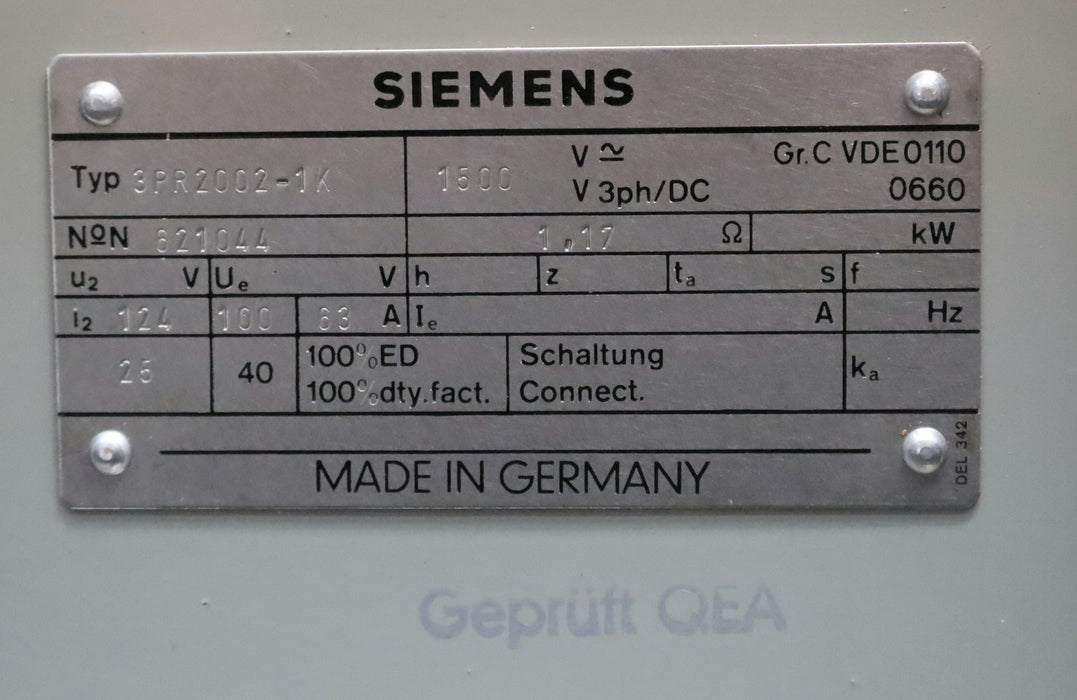 SIEMENS
Typ 3PR2002-1K 1500 V ≂ Gr.C VDE0110
V 3ph/DC 0660
NºN 621044 1,17 Ω kW
u₂ V Uₑ V h z tₐ s f
i₂ 124 100 63 A Iₑ A Hz
25 40 100%ED Schaltung kₐ
100%dty.fact. Connect.
MADE IN GERMANY
DEL 342
Geprüft QEA